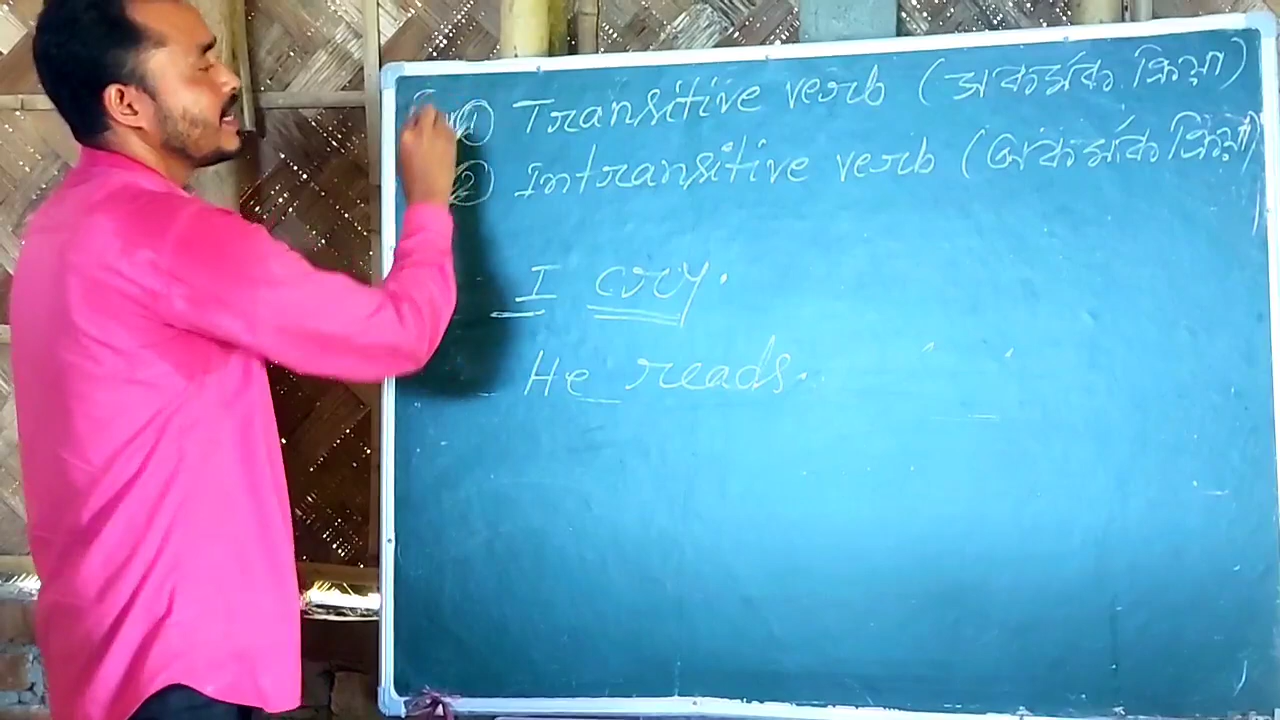 ① Transitive verb (সকর্মক ক্রিয়া)
② Intransitive verb (অকর্মক ক্রিয়া)
I cry.
He reads.